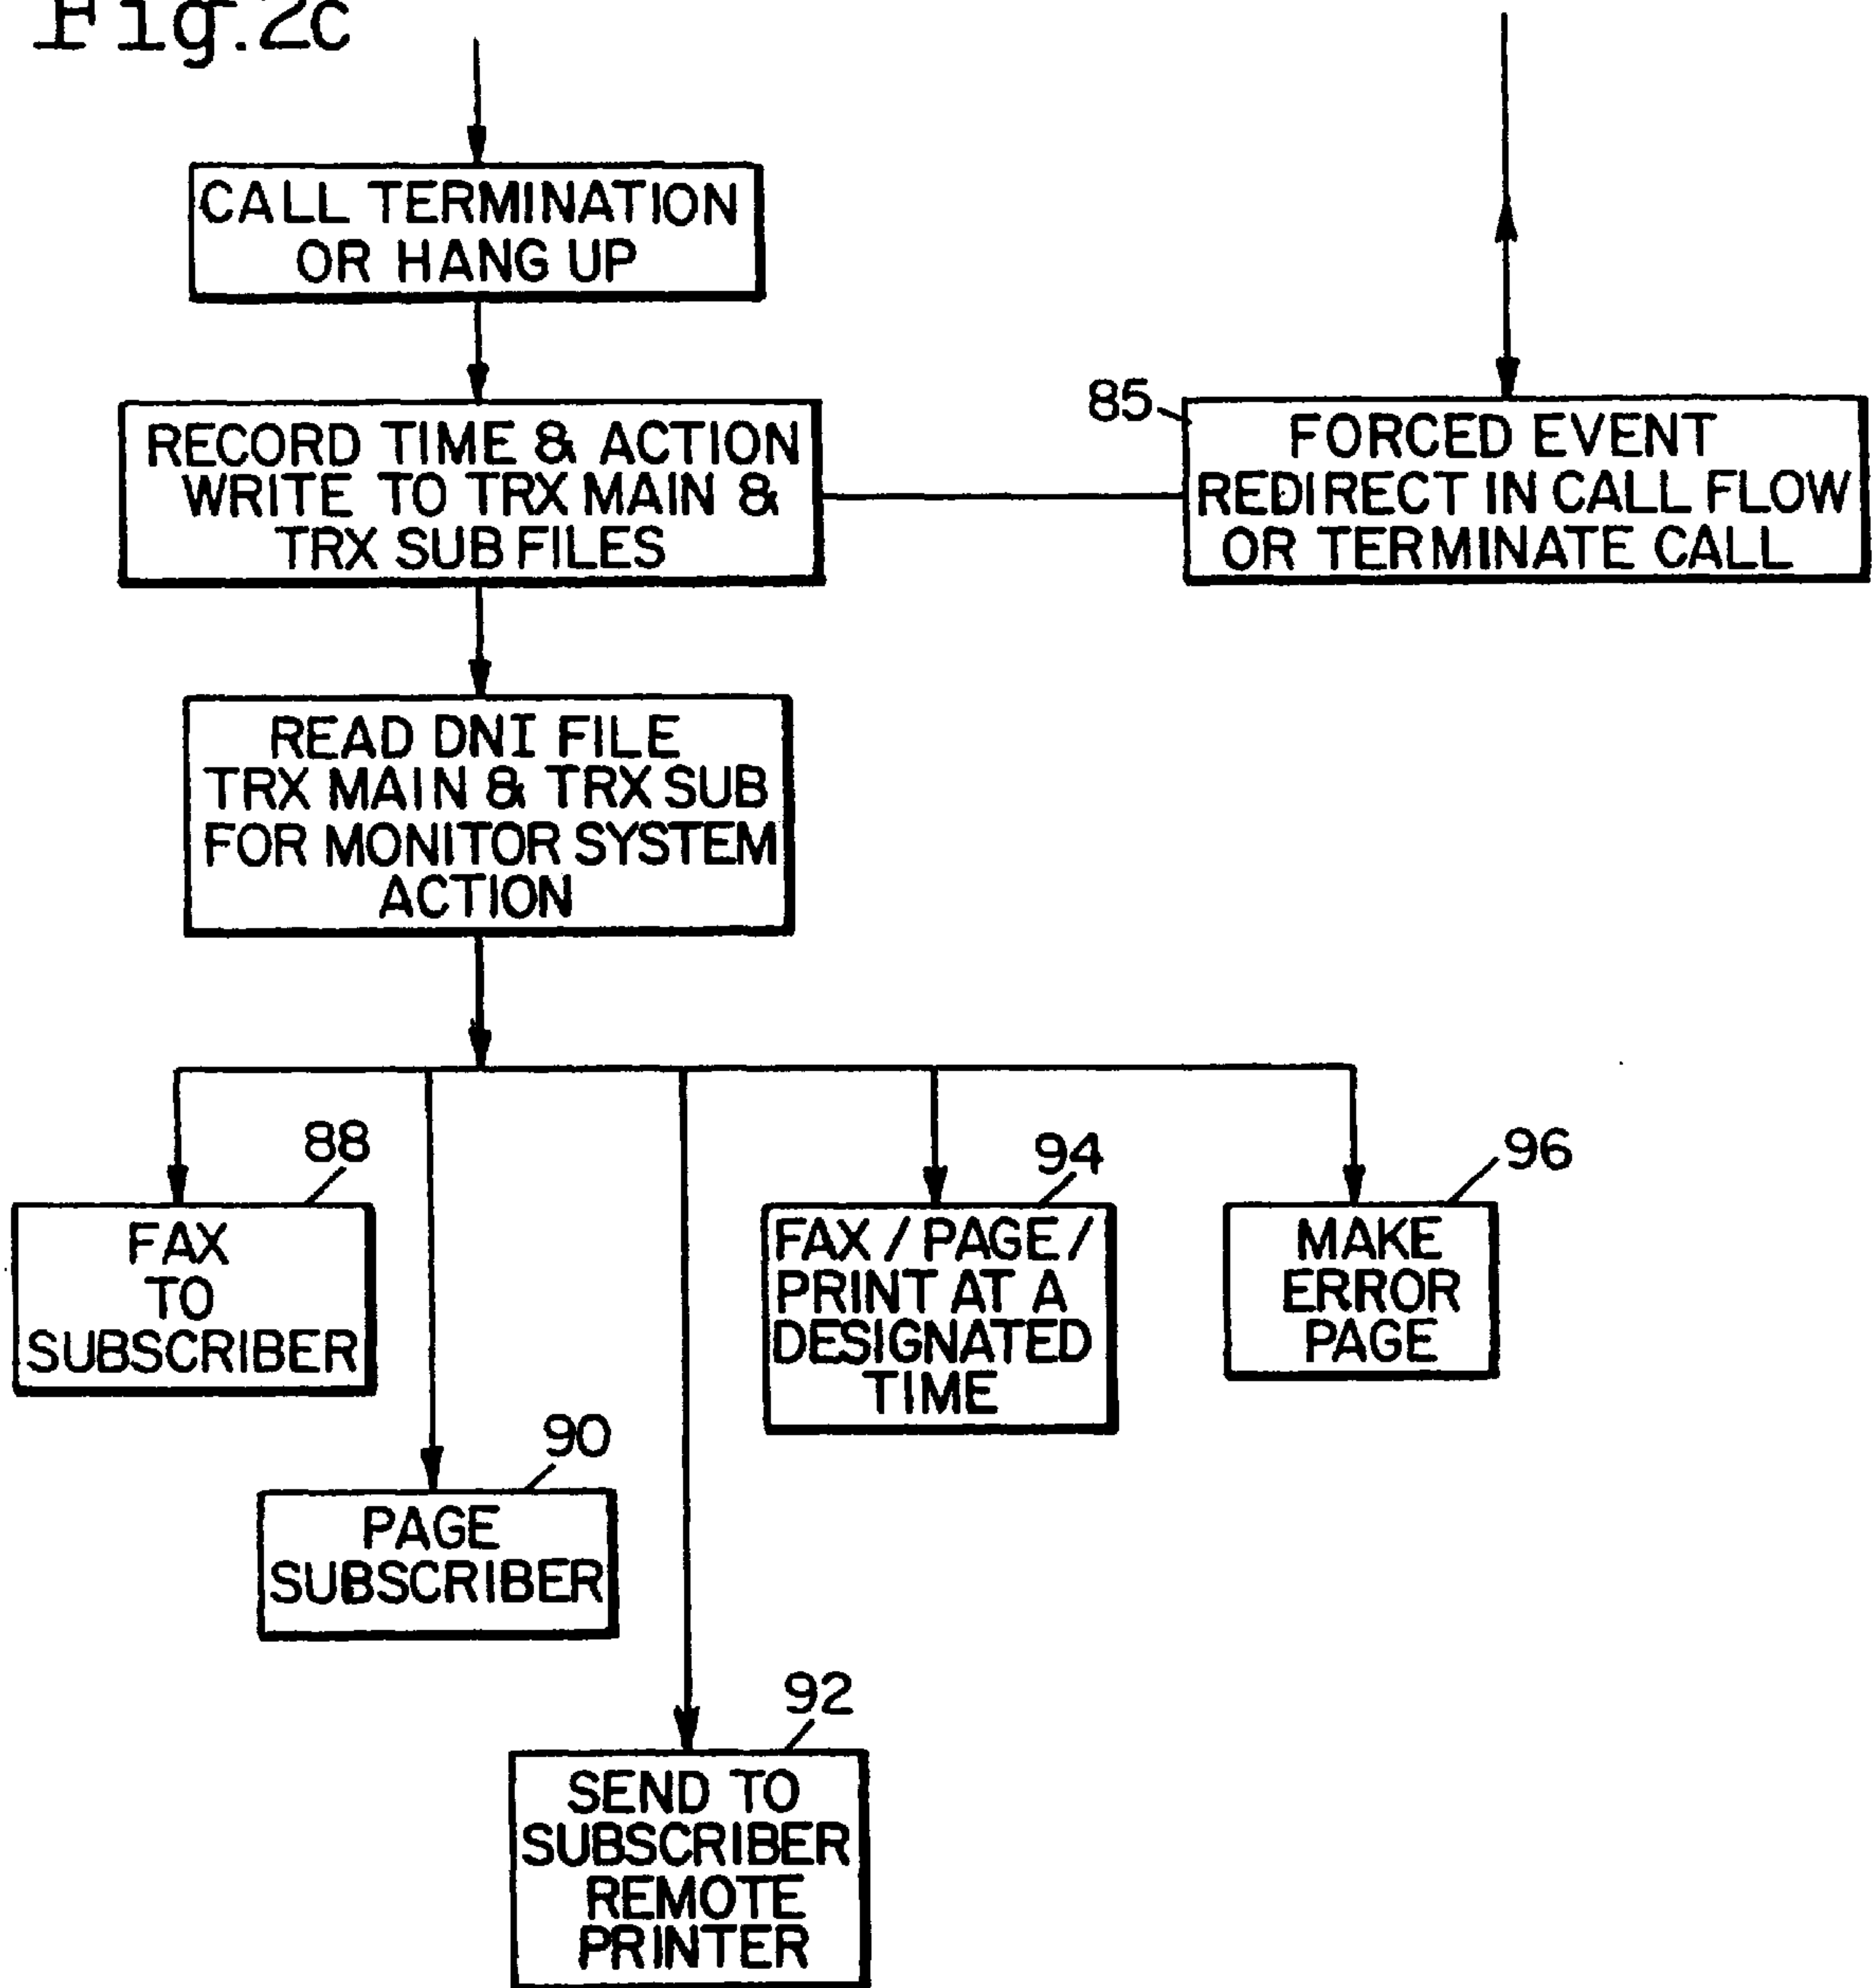 Fig.2c
CALL TERMINATION
OR HANG UP
RECORD TIME & ACTION
WRITE TO TRX MAIN &
TRX SUB FILES
85
FORCED EVENT
REDIRECT IN CALL FLOW
OR TERMINATE CALL
READ DNI FILE
TRX MAIN & TRX SUB
FOR MONITOR SYSTEM
ACTION
88
FAX
TO
SUBSCRIBER
90
PAGE
SUBSCRIBER
92
SEND TO
SUBSCRIBER
REMOTE
PRINTER
94
FAX / PAGE /
PRINT AT A
DESIGNATED
TIME
96
MAKE
ERROR
PAGE